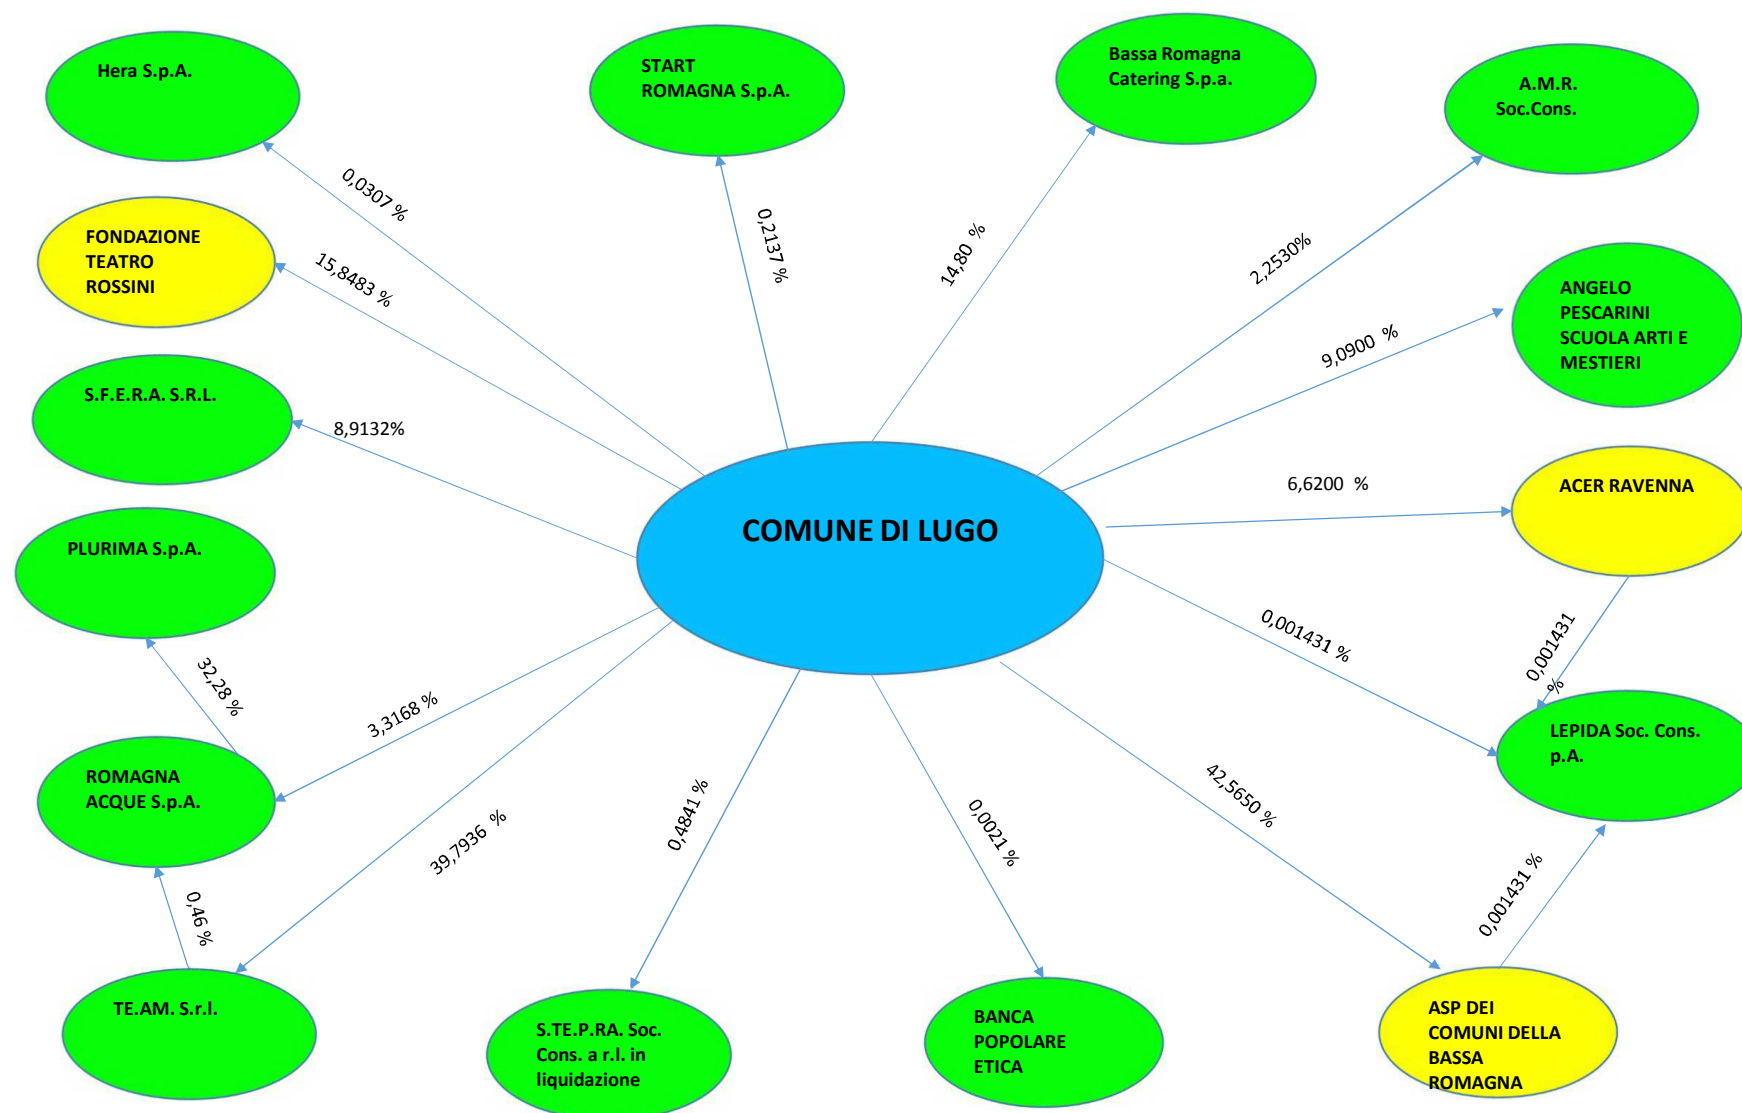 Hera S.p.A.
START
ROMAGNA S.p.A.
Bassa Romagna
Catering S.p.a.
A.M.R.
Soc.Cons.
0,0307 %
0,2137 %
14,80 %
2,2530%
FONDAZIONE
TEATRO
ROSSINI
15,8483 %
ANGELO
PESCARINI
SCUOLA ARTI E
MESTIERI
9,0900 %
S.F.E.R.A. S.R.L.
8,9132%
6,6200 %
ACER RAVENNA
COMUNE DI LUGO
PLURIMA S.p.A.
32,28 %
3,3168 %
0,001431 %
0,001431
%
LEPIDA Soc. Cons.
p.A.
ROMAGNA
ACQUE S.p.A.
39,7936 %
0,4841 %
0,0021 %
42,5650 %
0,001431 %
0,46 %
TE.AM. S.r.l.
S.TE.P.RA. Soc.
Cons. a r.l. in
liquidazione
BANCA
POPOLARE
ETICA
ASP DEI
COMUNI DELLA
BASSA
ROMAGNA